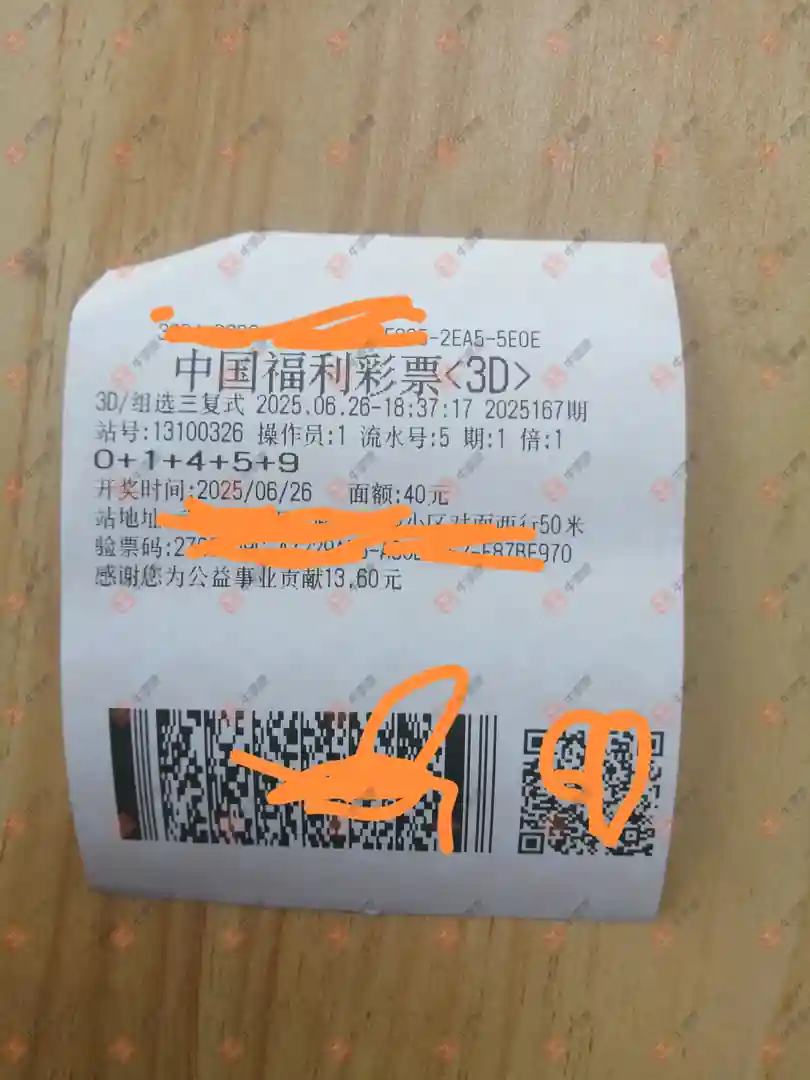 -2EA5-5E0E
中国福利彩票<3D>
3D/组选三复式 2025.06.26-18:37:17 2025167期
站号:13100326 操作员:1 流水号:5 期:1 倍:1
0+1+4+5+9
开奖时间:2025/06/26 面额:40元
站地址 小区对面西行50米
验票码:27 -F87BF970
感谢您为公益事业贡献13.60元